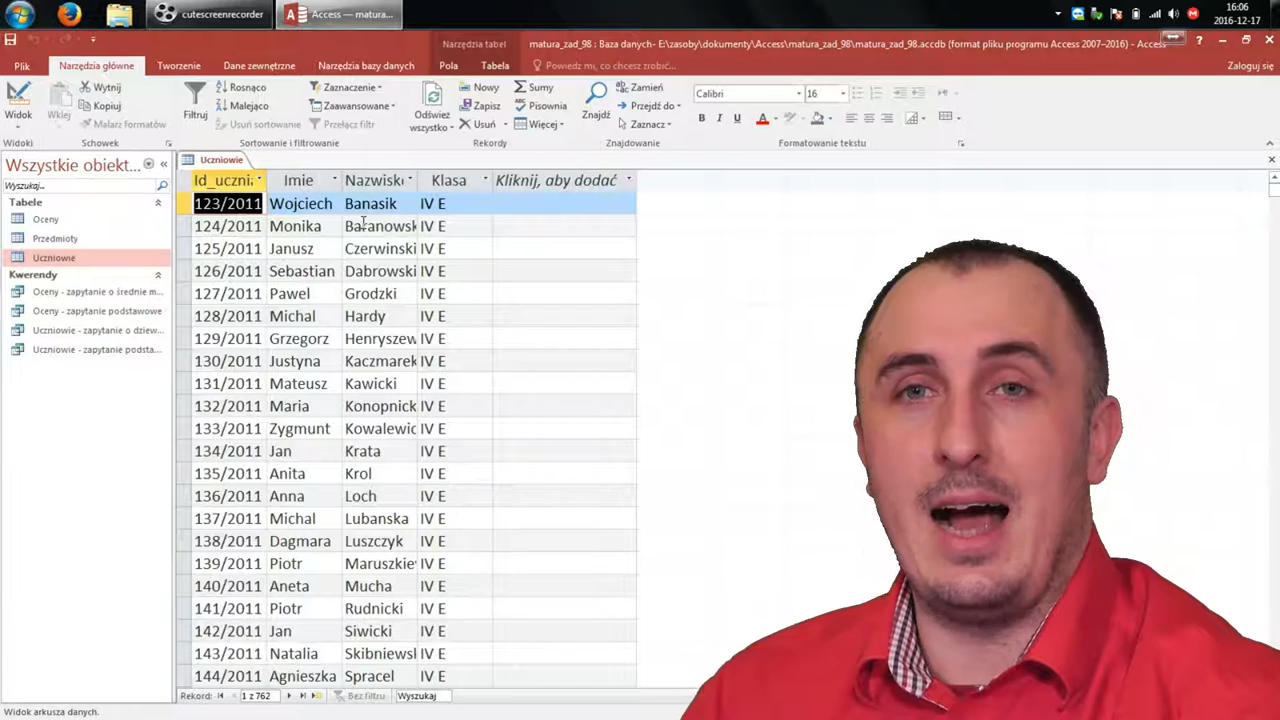 cutescreenrecorder
Access — matura...
16:06
2016-12-17
Narzędzia tabel
matura_zad_98 : Baza danych- E:\zasoby\dokumenty\Access\matura_zad_98\matura_zad_98.accdb (format pliku programu Access 2007–2016) - Access
Plik
Narzędzia główne
Tworzenie
Dane zewnętrzne
Narzędzia bazy danych
Pola
Tabela
Powiedz mi, co chcesz zrobić...
Zaloguj się
Widok
Wklej
Wytnij
Kopiuj
Malarz formatów
Filtruj
Rosnąco
Malejąco
Usuń sortowanie
Zaznaczenie
Zaawansowane
Przełącz filtr
Odśwież
wszystko
Nowy
Zapisz
Usuń
Sumy
Pisownia
Więcej
Znajdź
Zamień
Przejdź do
Zaznacz
Calibri
16
B I U
A
Widoki
Schowek
Sortowanie i filtrowanie
Rekordy
Znajdowanie
Formatowanie tekstu
Wszystkie obiekt...
Wyszukaj...
Tabele
Oceny
Przedmioty
Uczniowie
Kwerendy
Oceny - zapytanie o średnie m...
Oceny - zapytanie podstawowe
Uczniowie - zapytanie o dziew...
Uczniowie - zapytanie podsta...
Uczniowie
Id_uczni Imie Nazwisk Klasa Kliknij, aby dodać
123/2011 Wojciech Banasik IV E
124/2011 Monika Baranowsk IV E
125/2011 Janusz Czerwinski IV E
126/2011 Sebastian Dabrowski IV E
127/2011 Pawel Grodzki IV E
128/2011 Michal Hardy IV E
129/2011 Grzegorz Henryszew IV E
130/2011 Justyna Kaczmarek IV E
131/2011 Mateusz Kawicki IV E
132/2011 Maria Konopnick IV E
133/2011 Zygmunt Kowalewic IV E
134/2011 Jan Krata IV E
135/2011 Anita Krol IV E
136/2011 Anna Loch IV E
137/2011 Michal Lubanska IV E
138/2011 Dagmara Luszczyk IV E
139/2011 Piotr Maruszkiew IV E
140/2011 Aneta Mucha IV E
141/2011 Piotr Rudnicki IV E
142/2011 Jan Siwicki IV E
143/2011 Natalia Skibniewsk IV E
144/2011 Agnieszka Spracel IV E
Rekord: 1 z 762 Bez filtru Wyszukaj
Widok arkusza danych.